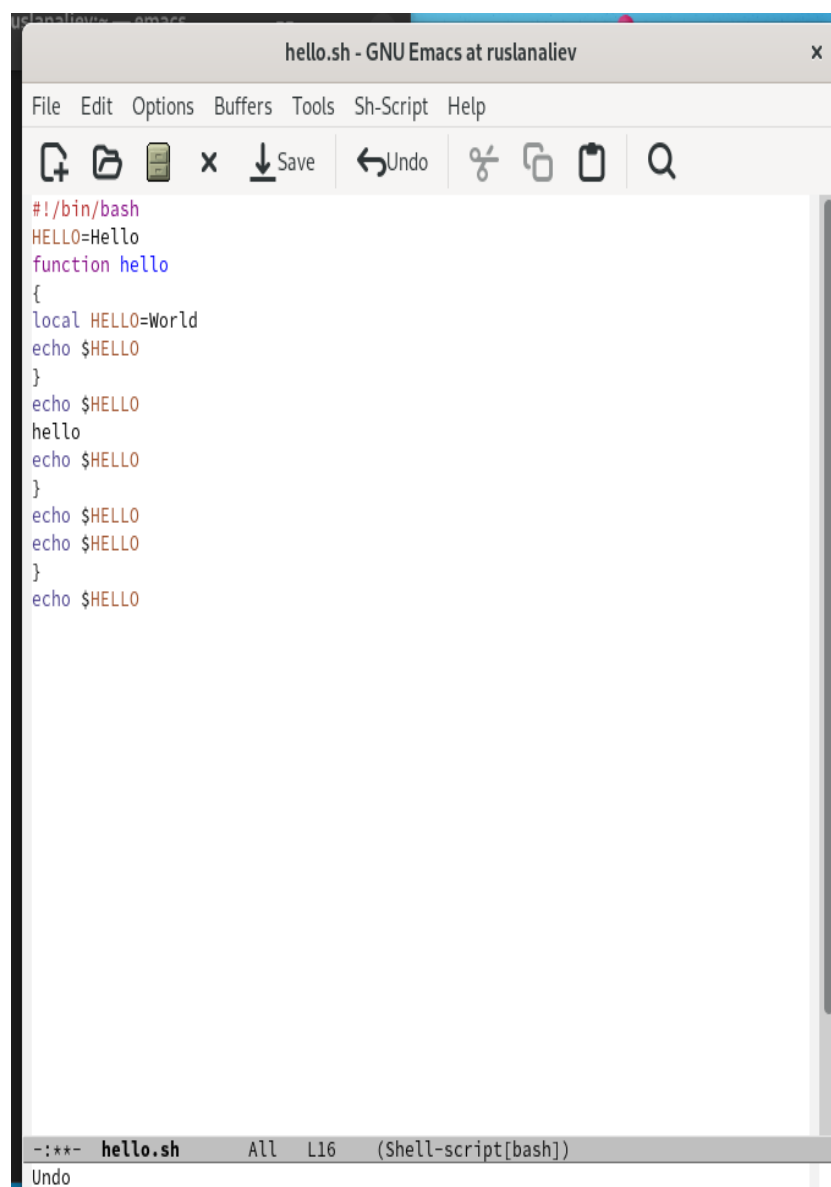 ruslanaliev:~ — emacs
hello.sh - GNU Emacs at ruslanaliev
File Edit Options Buffers Tools Sh-Script Help
Save Undo
#!/bin/bash
HELLO=Hello
function hello
{
local HELLO=World
echo $HELLO
}
echo $HELLO
hello
echo $HELLO
}
echo $HELLO
echo $HELLO
}
echo $HELLO
-:**- hello.sh All L16 (Shell-script[bash])
Undo